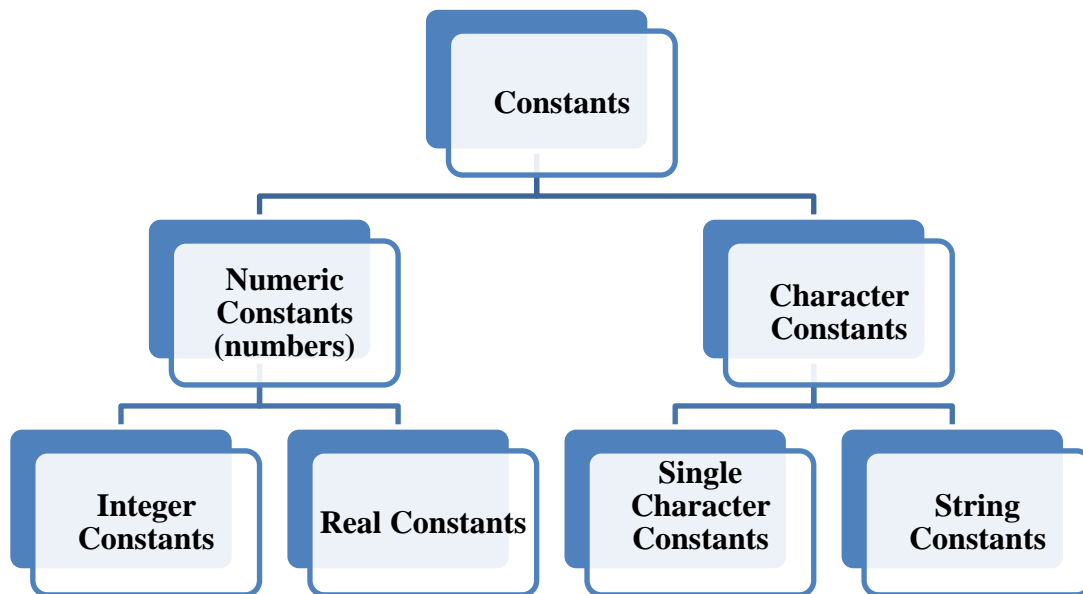 Constants
Numeric
Constants
(numbers)
Character
Constants
Integer
Constants
Real Constants
Single
Character
Constants
String
Constants